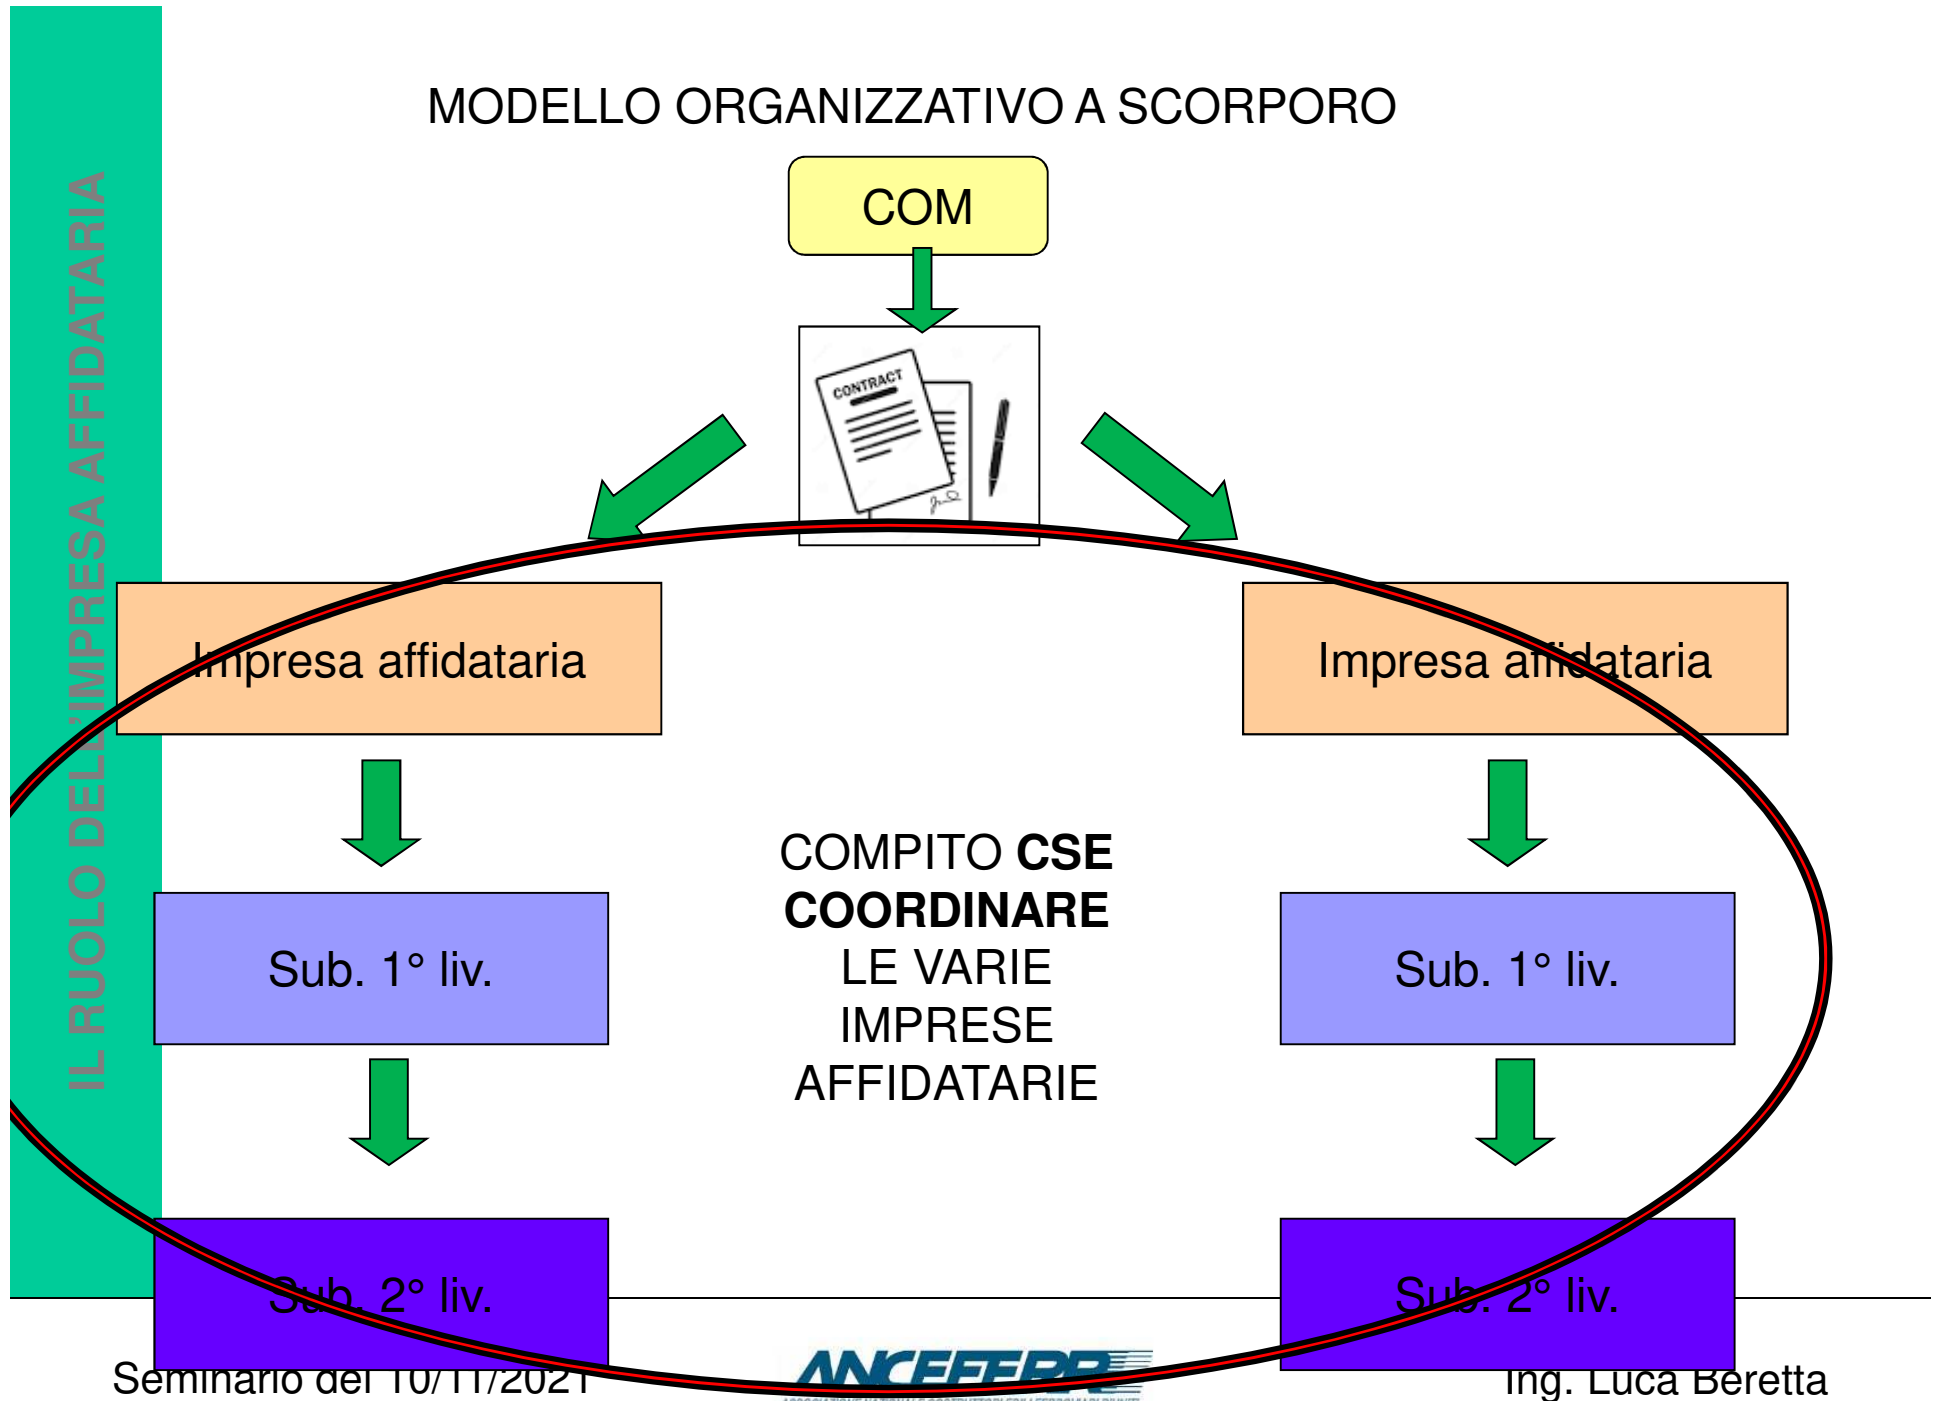 MODELLO ORGANIZZATIVO A SCORPORO
IL RUOLO DELL'IMPRESA AFFIDATARIA
COM
CONTRACT
Impresa affidataria
Impresa affidataria
COMPITO CSE
COORDINARE
LE VARIE
IMPRESE
AFFIDATARIE
Sub. 1° liv.
Sub. 1° liv.
Sub. 2° liv.
Sub. 2° liv.
Seminario del 10/11/2021
ANCEFERR
Ing. Luca Beretta